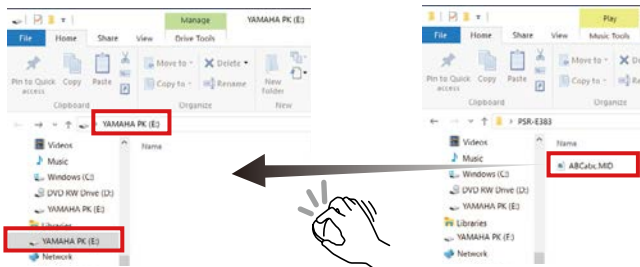 Manage
YAMAHA PK (E:)
File
Home
Share
View
Drive Tools
Pin to Quick access
Copy
Paste
Move to
Copy to
Delete
Rename
New folder
Clipboard
Organize
New
YAMAHA PK (E:)
Name
Videos
Music
Windows (C:)
DVD RW Drive (D:)
YAMAHA PK (E:)
Libraries
YAMAHA PK (E:)
Network
Play
File
Home
Share
View
Music Tools
Pin to Quick access
Copy
Paste
Move to
Copy to
Clipboard
Organize
PSR-E383
Name
ABCabc.MID
Videos
Music
Windows (C:)
DVD RW Drive (D:)
YAMAHA PK (E:)
Libraries
YAMAHA PK (E:)
Network